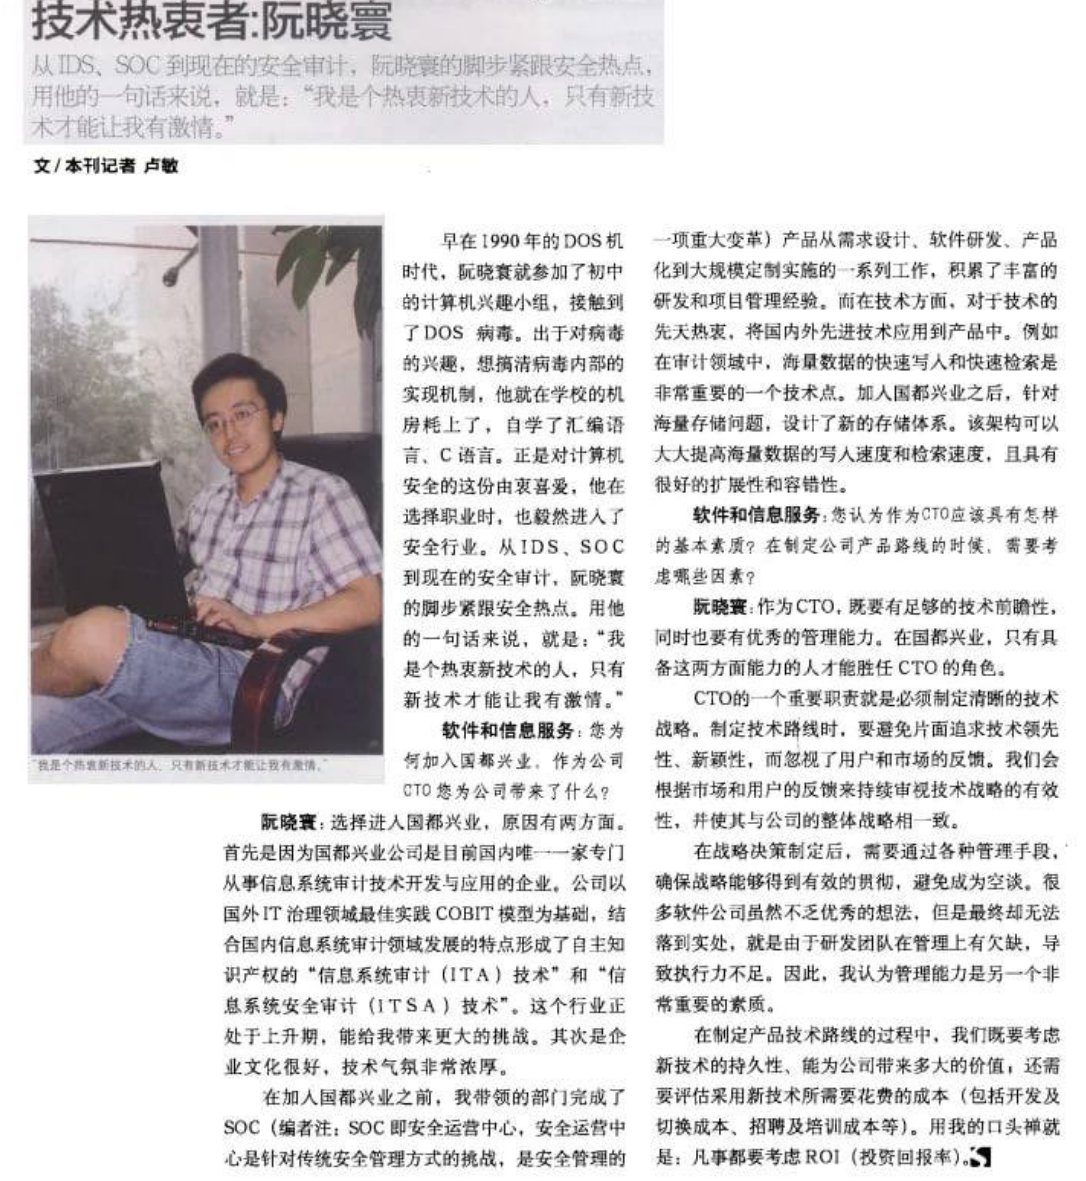 技术热衷者:阮晓寰
从IDS、SOC到现在的安全审计，阮晓寰的脚步紧跟安全热点，
用他的一句话来说，就是：“我是个热衷新技术的人，只有新技
术才能让我有激情。”
文/本刊记者 卢敏
“我是个热衷新技术的人，只有新技术才能让我有激情。”
早在1990年的DOS机
时代，阮晓寰就参加了初中
的计算机兴趣小组，接触到
了DOS 病毒。出于对病毒
的兴趣，想搞清病毒内部的
实现机制，他就在学校的机
房耗上了，自学了汇编语
言、C语言。正是对计算机
安全的这份由衷喜爱，他在
选择职业时，也毅然进入了
安全行业。从IDS、SOC
到现在的安全审计，阮晓寰
的脚步紧跟安全热点。用他
的一句话来说，就是：“我
是个热衷新技术的人，只有
新技术才能让我有激情。”
软件和信息服务：您为
何加入国都兴业，作为公司
CTO您为公司带来了什么？
阮晓寰：选择进入国都兴业，原因有两方面。
首先是因为国都兴业公司是目前国内唯一一家专门
从事信息系统审计技术开发与应用的企业。公司以
国外IT治理领域最佳实践COBIT模型为基础，结
合国内信息系统审计领域发展的特点形成了自主知
识产权的“信息系统审计（ITA）技术”和“信
息系统安全审计（ITSA）技术”。这个行业正
处于上升期，能给我带来更大的挑战。其次是企
业文化很好，技术气氛非常浓厚。
在加入国都兴业之前，我带领的部门完成了
SOC（编者注：SOC即安全运营中心，安全运营中
心是针对传统安全管理方式的挑战，是安全管理的
一项重大变革）产品从需求设计、软件研发、产品
化到大规模定制实施的一系列工作，积累了丰富的
研发和项目管理经验。而在技术方面，对于技术的
先天热衷，将国内外先进技术应用到产品中。例如
在审计领域中，海量数据的快速写入和快速检索是
非常重要的一个技术点。加入国都兴业之后，针对
海量存储问题，设计了新的存储体系。该架构可以
大大提高海量数据的写入速度和检索速度，且具有
很好的扩展性和容错性。
软件和信息服务：您认为作为CTO应该具有怎样
的基本素质？在制定公司产品路线的时候，需要考
虑哪些因素？
阮晓寰：作为CTO，既要有足够的技术前瞻性，
同时也要有优秀的管理能力。在国都兴业，只有具
备这两方面能力的人才能胜任CTO的角色。
CTO的一个重要职责就是必须制定清晰的技术
战略。制定技术路线时，要避免片面追求技术领先
性、新颖性，而忽视了用户和市场的反馈。我们会
根据市场和用户的反馈来持续审视技术战略的有效
性，并使其与公司的整体战略相一致。
在战略决策制定后，需要通过各种管理手段，
确保战略能够得到有效的贯彻，避免成为空谈。很
多软件公司虽然不乏优秀的想法，但是最终却无法
落到实处，就是由于研发团队在管理上有欠缺，导
致执行力不足。因此，我认为管理能力是另一个非
常重要的素质。
在制定产品技术路线的过程中，我们既要考虑
新技术的持久性、能为公司带来多大的价值；还需
要评估采用新技术所需要花费的成本（包括开发及
切换成本、招聘及培训成本等）。用我的口头禅就
是：凡事都要考虑ROI（投资回报率）。